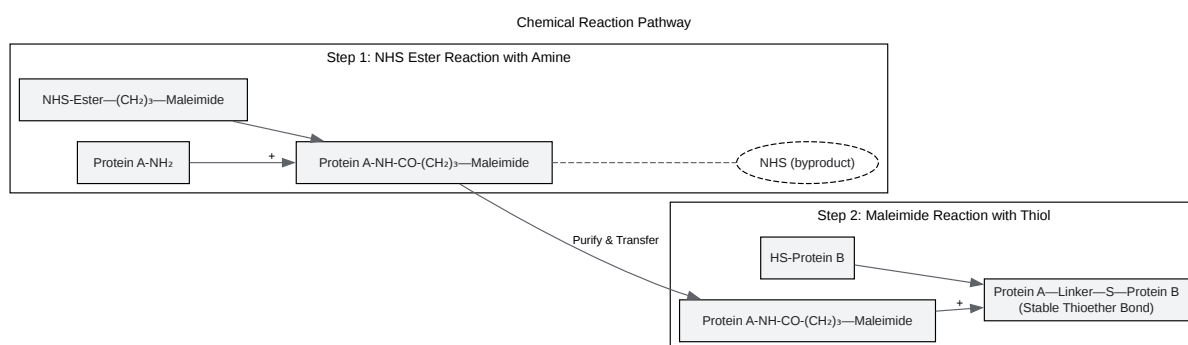 Chemical Reaction Pathway
Step 1: NHS Ester Reaction with Amine
NHS-Ester—(CH₂)₃—Maleimide
Protein A-NH₂
+
Protein A-NH-CO-(CH₂)₃—Maleimide
NHS (byproduct)
Purify & Transfer
Step 2: Maleimide Reaction with Thiol
HS-Protein B
Protein A-NH-CO-(CH₂)₃—Maleimide
+
Protein A—Linker—S—Protein B
(Stable Thioether Bond)